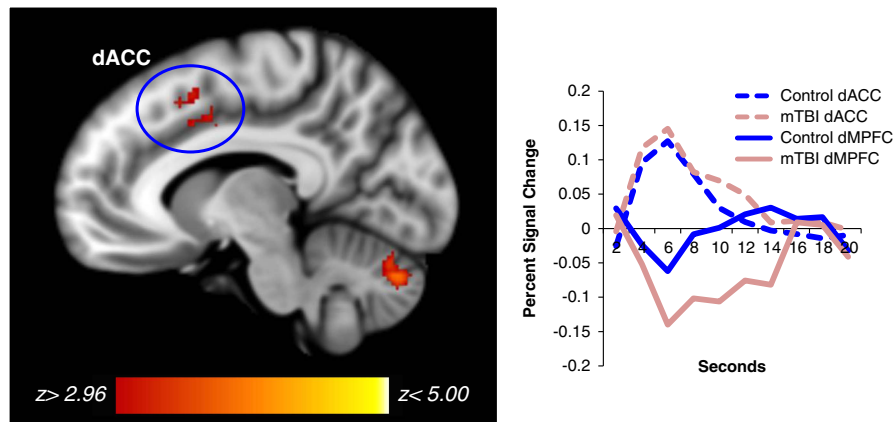 dACC
z> 2.96
z< 5.00
Control dACC
mTBI dACC
Control dMPFC
mTBI dMPFC
Percent Signal Change
0.2
0.15
0.1
0.05
0
-0.05
-0.1
-0.15
-0.2
2 4 6 8 10 12 14 16 18 20
Seconds